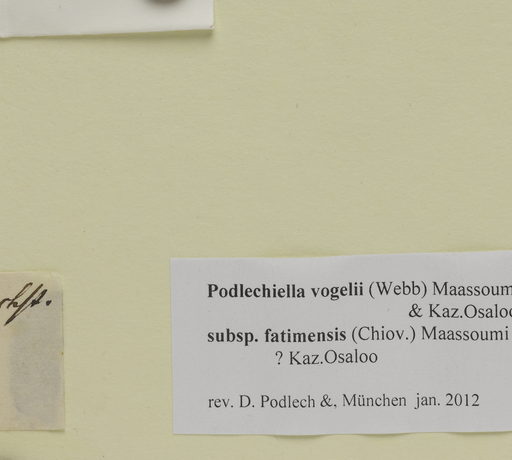 Podlechiella vogelii (Webb) Maassoum
& Kaz.Osaloo
subsp. fatimensis (Chiov.) Maassoumi
? Kaz.Osaloo
rev. D. Podlech &, München jan. 2012